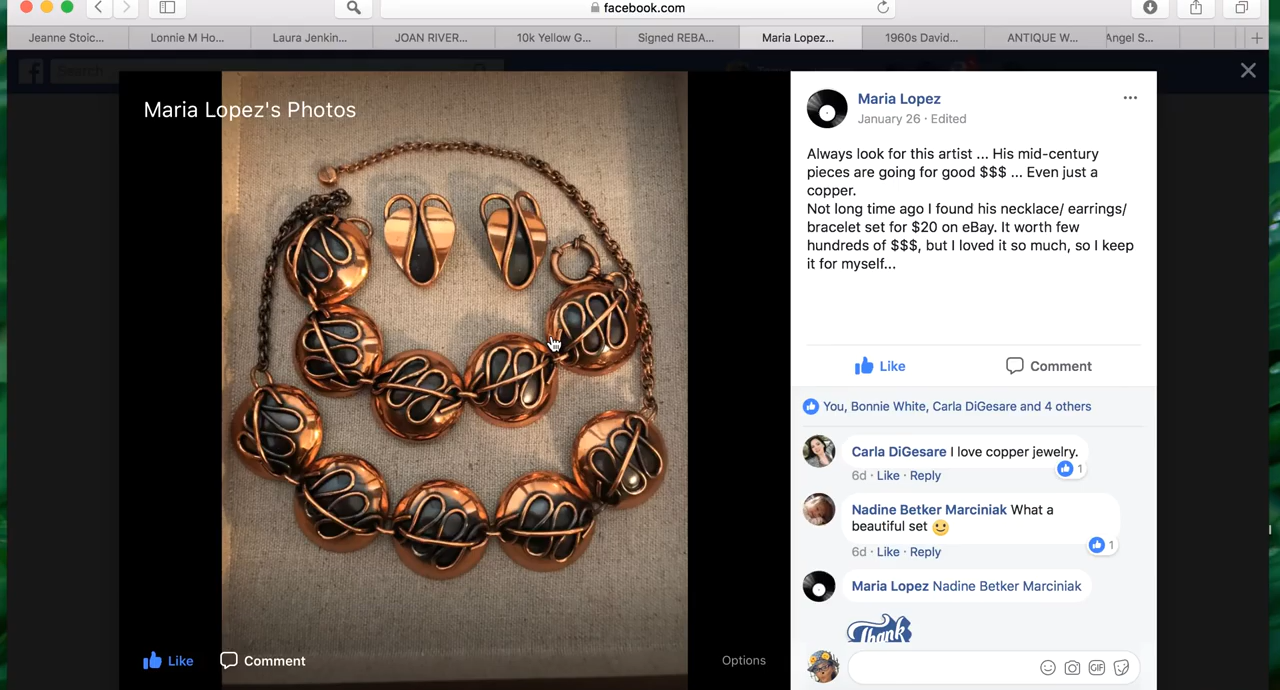 facebook.com
Jeanne Stoic...
Lonnie M Ho...
Laura Jenkin...
JOAN RIVER...
10k Yellow G...
Signed REBA...
Maria Lopez...
1960s David...
ANTIQUE W...
Angel S...
Search
Maria Lopez's Photos
Maria Lopez
January 26 · Edited
Always look for this artist ... His mid-century
pieces are going for good $$$ ... Even just a
copper.
Not long time ago I found his necklace/ earrings/
bracelet set for $20 on eBay. It worth few
hundreds of $$$, but I loved it so much, so I keep
it for myself...
Like
Comment
You, Bonnie White, Carla DiGesare and 4 others
Carla DiGesare I love copper jewelry.
1
6d · Like · Reply
Nadine Betker Marciniak What a
beautiful set
1
6d · Like · Reply
Maria Lopez Nadine Betker Marciniak
Thank
GIF
Like
Comment
Options